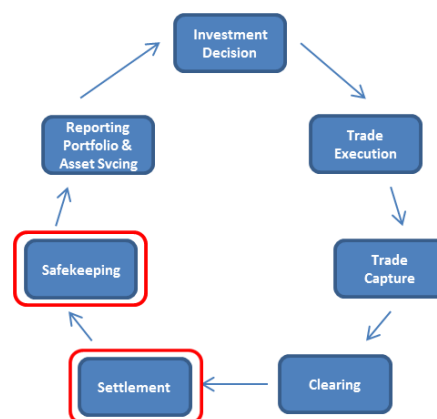 Investment
Decision
Trade
Execution
Trade
Capture
Clearing
Settlement
Safekeeping
Reporting
Portfolio &
Asset Svcing